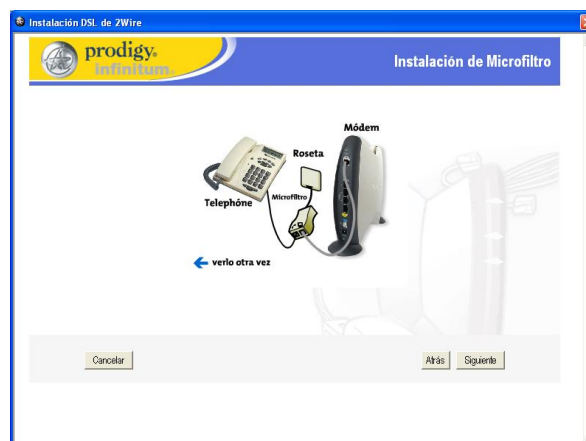 Instalación DSL de 2Wire
prodigy.
infinitum.
Instalación de Microfiltro
Módem
Roseta
Telephóne
Microfiltro
verlo otra vez
Cancelar
Atrás
Siguiente